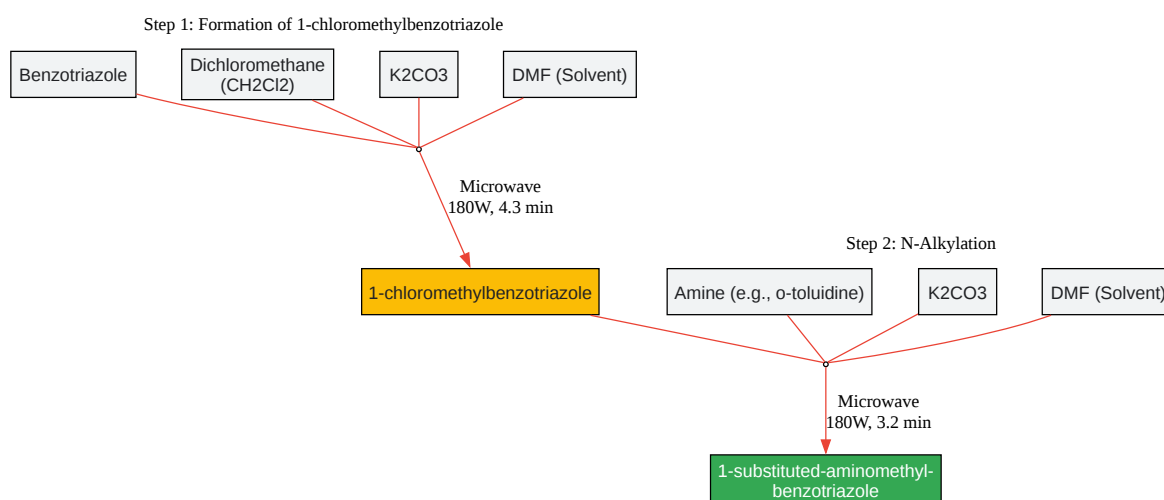 Step 1: Formation of 1-chloromethylbenzotriazole
Benzotriazole
Dichloromethane
(CH2Cl2)
K2CO3
DMF (Solvent)
Microwave
180W, 4.3 min
Step 2: N-Alkylation
1-chloromethylbenzotriazole
Amine (e.g., o-toluidine)
K2CO3
DMF (Solvent)
Microwave
180W, 3.2 min
1-substituted-aminomethyl-
benzotriazole